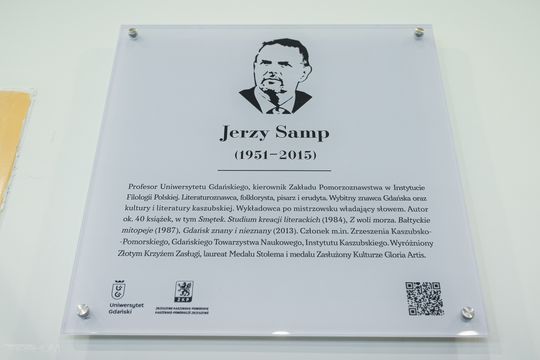 Jerzy Samp
(1951–2015)
Profesor Uniwersytetu Gdańskiego, kierownik Zakładu Pomorzoznawstwa w Instytucie
Filologii Polskiej. Literaturoznawca, folklorysta, pisarz i erudyta. Wybitny znawca Gdańska oraz
kultury i literatury kaszubskiej. Wykładowca po mistrzowsku władający słowem. Autor
ok. 40 książek, w tym Smętek. Studium kreacji literackich (1984), Z woli morza. Bałtyckie
mitopeje (1987), Gdańsk znany i nieznany (2013). Członek m.in. Zrzeszenia Kaszubsko-
-Pomorskiego, Gdańskiego Towarzystwa Naukowego, Instytutu Kaszubskiego. Wyróżniony
Złotym Krzyżem Zasługi, laureat Medalu Stolema i medalu Zasłużony Kulturze Gloria Artis.
Uniwersytet
Gdański
ZKP
ZRZESZENIE KASZUBSKO-POMORSKIE